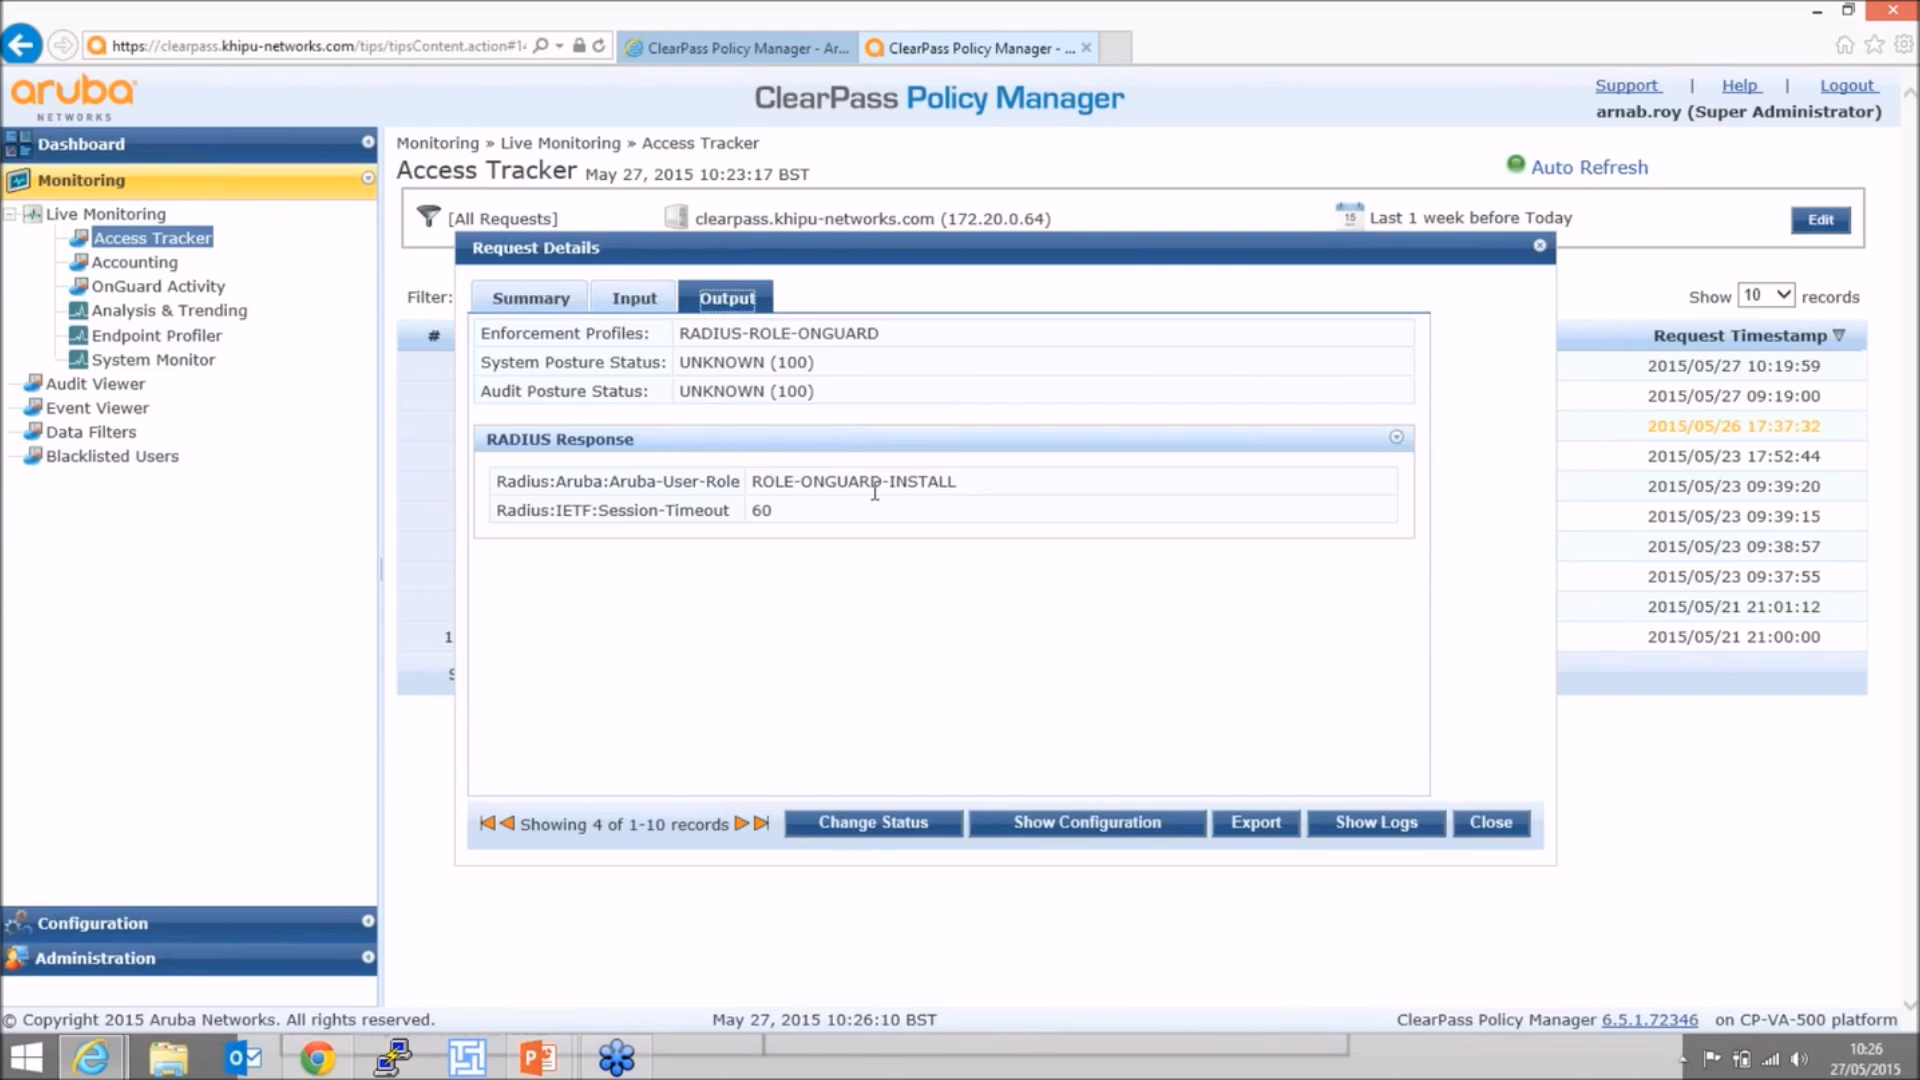 https://clearpass.khipu-networks.com/tips/tipsContent.action#14
ClearPass Policy Manager - Ar...
ClearPass Policy Manager - ...
aruba
NETWORKS
ClearPass Policy Manager
Support | Help | Logout
arnab.roy (Super Administrator)
Dashboard
Monitoring
Live Monitoring
Access Tracker
Accounting
OnGuard Activity
Analysis & Trending
Endpoint Profiler
System Monitor
Audit Viewer
Event Viewer
Data Filters
Blacklisted Users
Configuration
Administration
Monitoring » Live Monitoring » Access Tracker
Access Tracker May 27, 2015 10:23:17 BST
Auto Refresh
[All Requests]
clearpass.khipu-networks.com (172.20.0.64)
15
Last 1 week before Today
Edit
Filter:
Show 10 records
#
Request Timestamp
2015/05/27 10:19:59
2015/05/27 09:19:00
2015/05/26 17:37:32
2015/05/23 17:52:44
2015/05/23 09:39:20
2015/05/23 09:39:15
2015/05/23 09:38:57
2015/05/23 09:37:55
2015/05/21 21:01:12
1
2015/05/21 21:00:00
Request Details
Summary
Input
Output
Enforcement Profiles: RADIUS-ROLE-ONGUARD
System Posture Status: UNKNOWN (100)
Audit Posture Status: UNKNOWN (100)
RADIUS Response
Radius:Aruba:Aruba-User-Role ROLE-ONGUARD-INSTALL
Radius:IETF:Session-Timeout 60
Showing 4 of 1-10 records
Change Status
Show Configuration
Export
Show Logs
Close
© Copyright 2015 Aruba Networks. All rights reserved.
May 27, 2015 10:26:10 BST
ClearPass Policy Manager 6.5.1.72346 on CP-VA-500 platform
10:26
27/05/2015